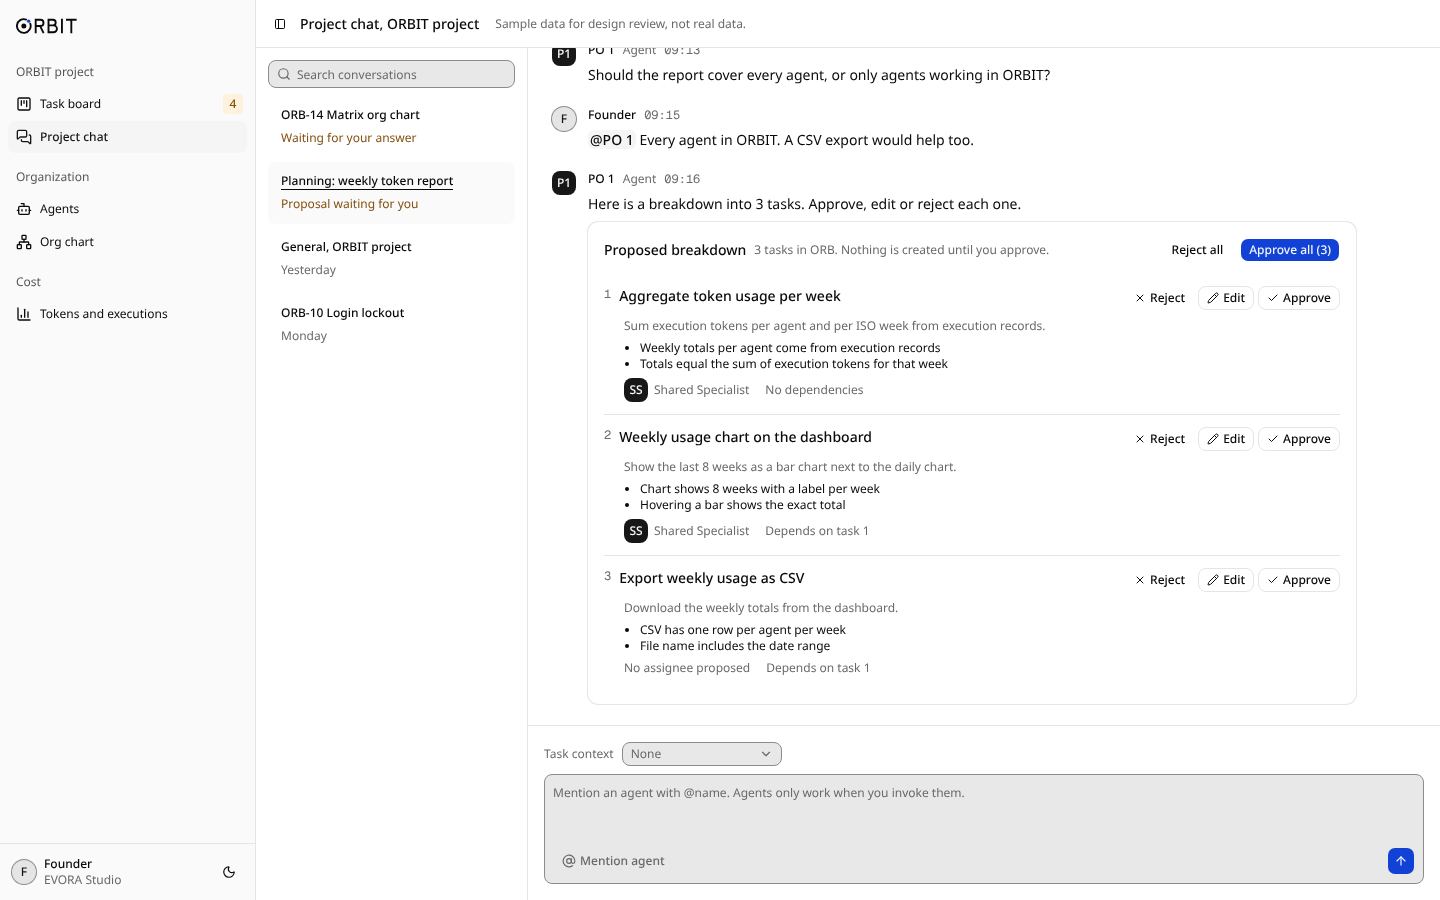 ORBIT
Project chat, ORBIT project
Sample data for design review, not real data.
ORBIT project
Task board
4
Project chat
Organization
Agents
Org chart
Cost
Tokens and executions
Founder
F
EVORA Studio
Search conversations
ORB-14 Matrix org chart
Waiting for your answer
Planning: weekly token report
Proposal waiting for you
General, ORBIT project
Yesterday
ORB-10 Login lockout
Monday
P1 PO 1 Agent 09:13
Should the report cover every agent, or only agents working in ORBIT?
F Founder 09:15
@PO 1 Every agent in ORBIT. A CSV export would help too.
P1 PO 1 Agent 09:16
Here is a breakdown into 3 tasks. Approve, edit or reject each one.
Proposed breakdown 3 tasks in ORB. Nothing is created until you approve. Reject all Approve all (3)
1 Aggregate token usage per week Reject Edit Approve
Sum execution tokens per agent and per ISO week from execution records.
• Weekly totals per agent come from execution records
• Totals equal the sum of execution tokens for that week
SS Shared Specialist No dependencies
2 Weekly usage chart on the dashboard Reject Edit Approve
Show the last 8 weeks as a bar chart next to the daily chart.
• Chart shows 8 weeks with a label per week
• Hovering a bar shows the exact total
SS Shared Specialist Depends on task 1
3 Export weekly usage as CSV Reject Edit Approve
Download the weekly totals from the dashboard.
• CSV has one row per agent per week
• File name includes the date range
No assignee proposed Depends on task 1
Task context None
Mention an agent with @name. Agents only work when you invoke them.
Mention agent